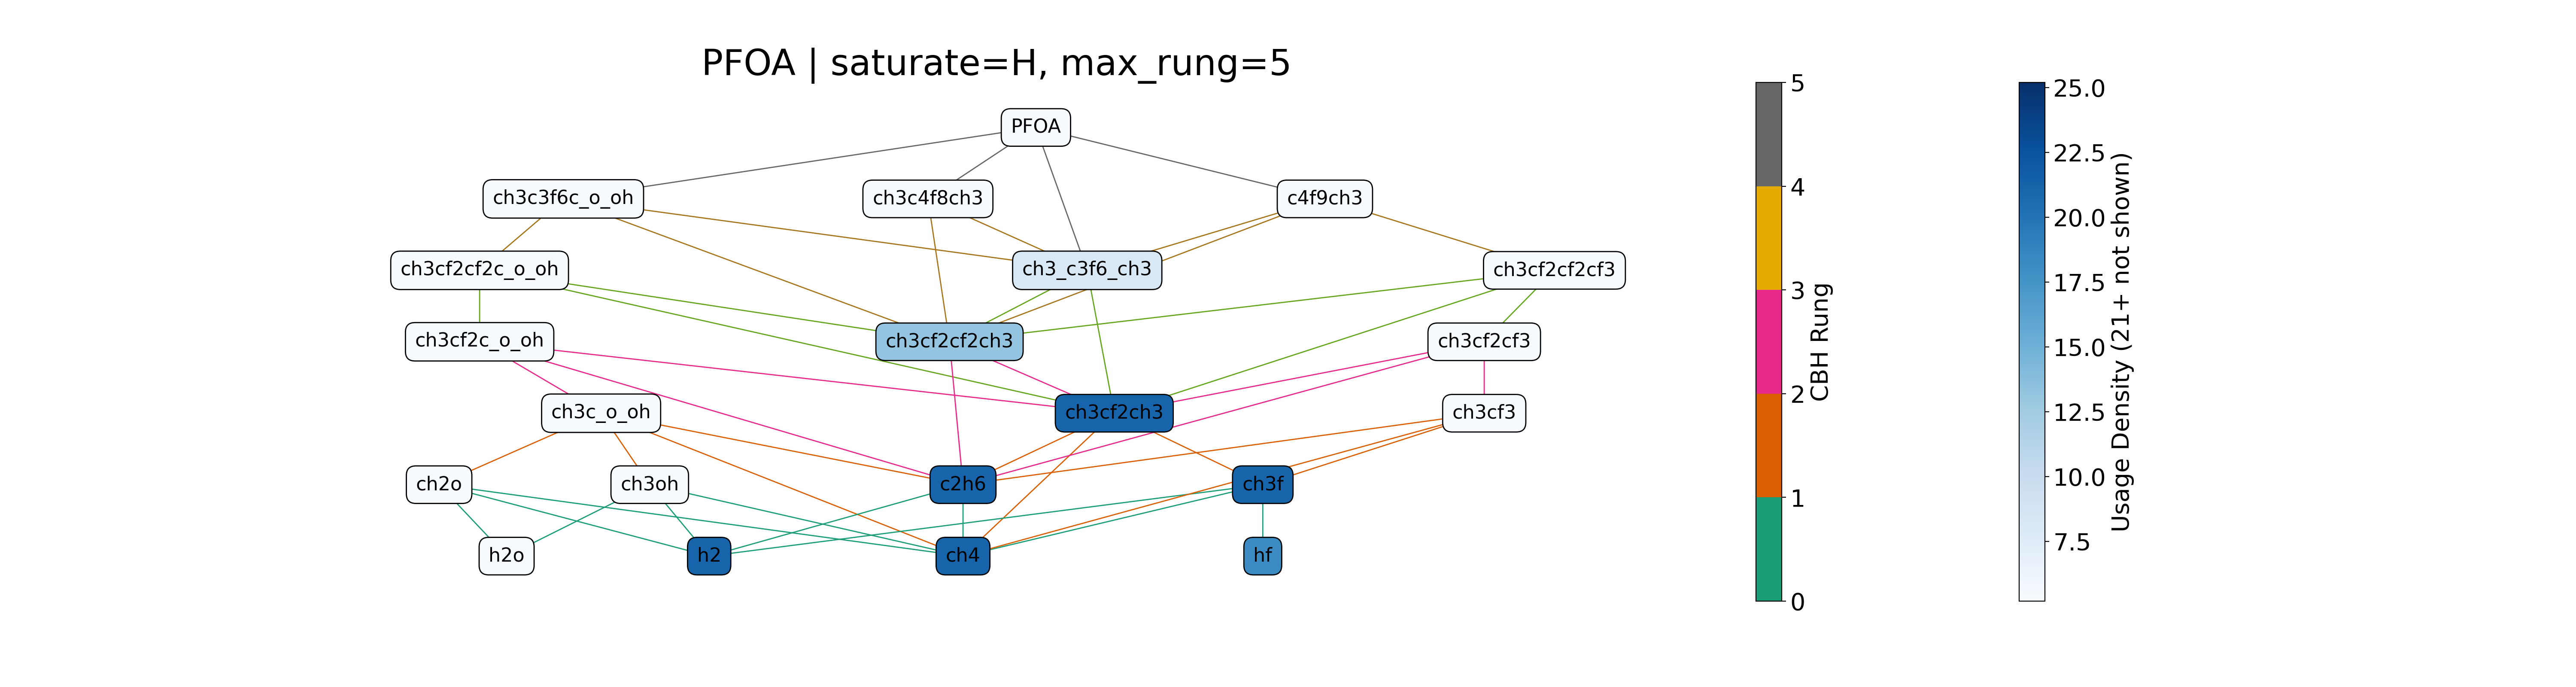 PFOA | saturate=H, max_rung=5
PFOA
ch3c3f6c_o_oh
ch3c4f8ch3
c4f9ch3
ch3cf2cf2c_o_oh
ch3_c3f6_ch3
ch3cf2cf2cf3
ch3cf2c_o_oh
ch3cf2cf2ch3
ch3cf2cf3
ch3c_o_oh
ch3cf2ch3
ch3cf3
ch2o
ch3oh
c2h6
ch3f
h2o
h2
ch4
hf
5
4
3
2
1
0
CBH Rung
25.0
22.5
20.0
17.5
15.0
12.5
10.0
7.5
Usage Density (21+ not shown)